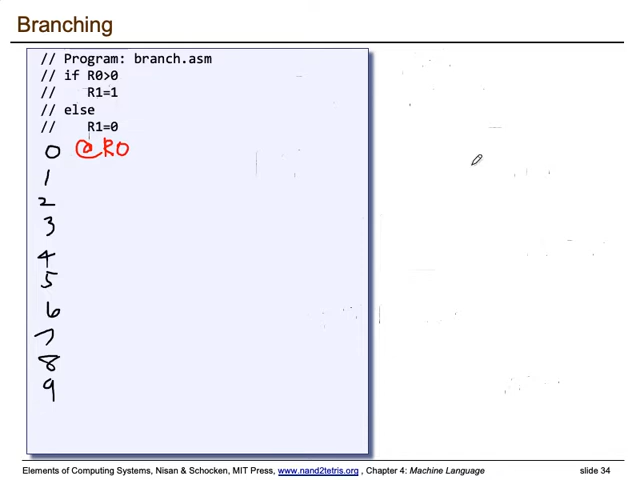 Branching
// Program: branch.asm
// if R0>0
//    R1=1
// else
//    R1=0
0 @R0
1
2
3
4
5
6
7
8
9
Elements of Computing Systems, Nisan & Schocken, MIT Press, www.nand2tetris.org , Chapter 4: Machine Language slide 34